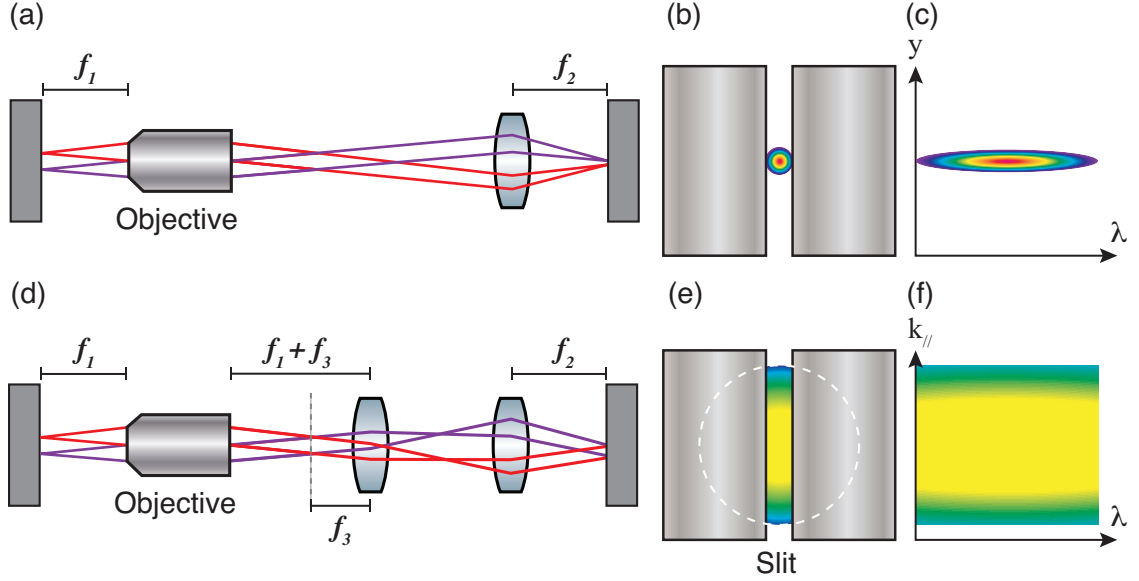 (a)
f₁
f₂
Objective
(b)
(c)
y
λ
(d)
f₁
f₁+f₃
f₂
Objective
f₃
(e)
Slit
(f)
k//
λ